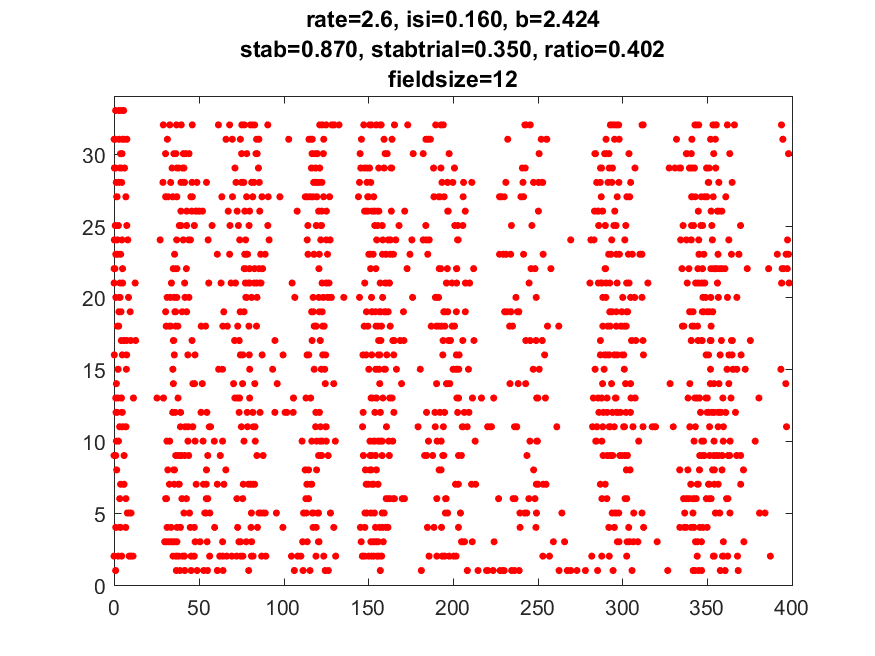 rate=2.6, isi=0.160, b=2.424
stab=0.870, stabtrial=0.350, ratio=0.402
fieldsize=12
30
25
20
15
10
5
0
0 50 100 150 200 250 300 350 400